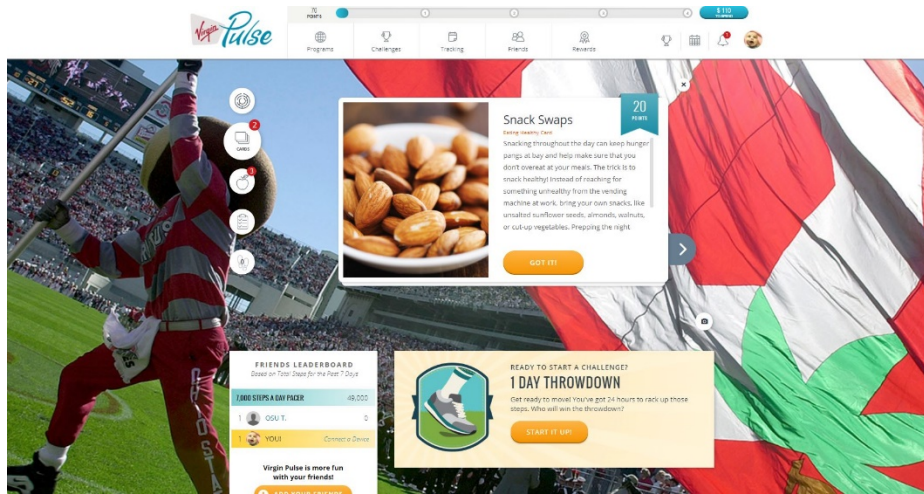 Virgin Pulse
70
POINTS
$ 110
Programs
Challenges
Tracking
Friends
Rewards
2
CARDS
20
POINTS
Snack Swaps
Eating Healthy Card
Snacking throughout the day can keep hunger
pangs at bay and help make sure that you
don't overeat at your meals. The trick is to
snack healthy! Instead of reaching for
something unhealthy from the vending
machine at work, bring your own snacks, like
unsalted sunflower seeds, almonds, walnuts,
or cut-up vegetables. Prepping the night
GOT IT!
FRIENDS LEADERBOARD
Based on Total Steps for the Past 7 Days
7,000 STEPS A DAY PACER 49,000
1 OSU T. 0
1 YOU! Connect a Device
Virgin Pulse is more fun
with your friends!
ADD YOUR FRIENDS
READY TO START A CHALLENGE?
1 DAY THROWDOWN
Get ready to move! You've got 24 hours to rack up those
steps. Who will win the throwdown?
START IT UP!